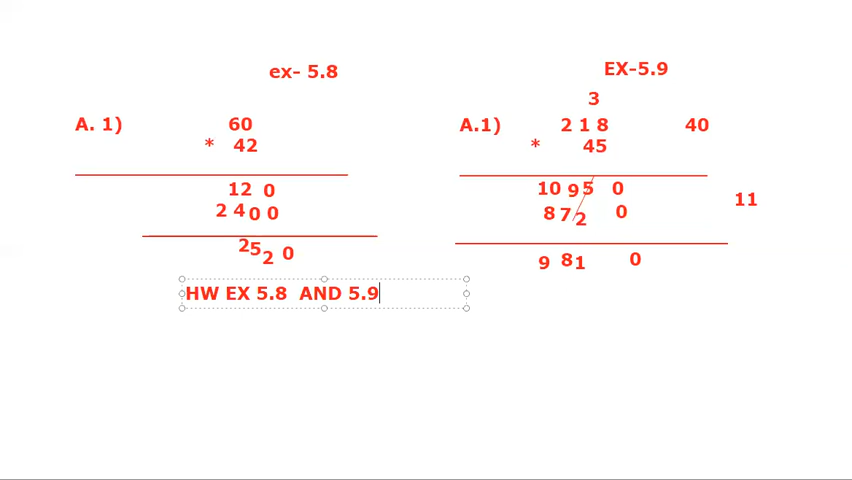 ex- 5.8
A. 1) 60
* 42
12 0
2 4 0 0
2 5 2 0
HW EX 5.8 AND 5.9
EX-5.9
3
A.1) 2 1 8 40
* 45
10 9 5 0
11
8 7 2 0
9 8 1 0